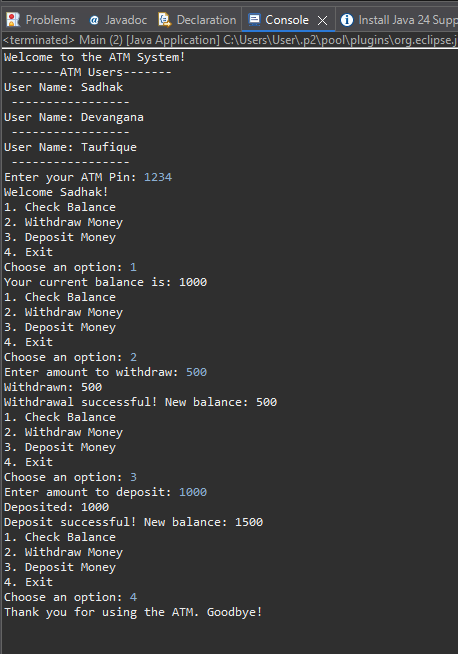 Problems @ Javadoc Declaration Console Install Java 24 Supp
<terminated> Main (2) [Java Application] C:\Users\User\.p2\pool\plugins\org.eclipse.j
Welcome to the ATM System!
-------ATM Users-------
User Name: Sadhak
-----------------
User Name: Devangana
-----------------
User Name: Taufique
-----------------
Enter your ATM Pin: 1234
Welcome Sadhak!
1. Check Balance
2. Withdraw Money
3. Deposit Money
4. Exit
Choose an option: 1
Your current balance is: 1000
1. Check Balance
2. Withdraw Money
3. Deposit Money
4. Exit
Choose an option: 2
Enter amount to withdraw: 500
Withdrawn: 500
Withdrawal successful! New balance: 500
1. Check Balance
2. Withdraw Money
3. Deposit Money
4. Exit
Choose an option: 3
Enter amount to deposit: 1000
Deposited: 1000
Deposit successful! New balance: 1500
1. Check Balance
2. Withdraw Money
3. Deposit Money
4. Exit
Choose an option: 4
Thank you for using the ATM. Goodbye!